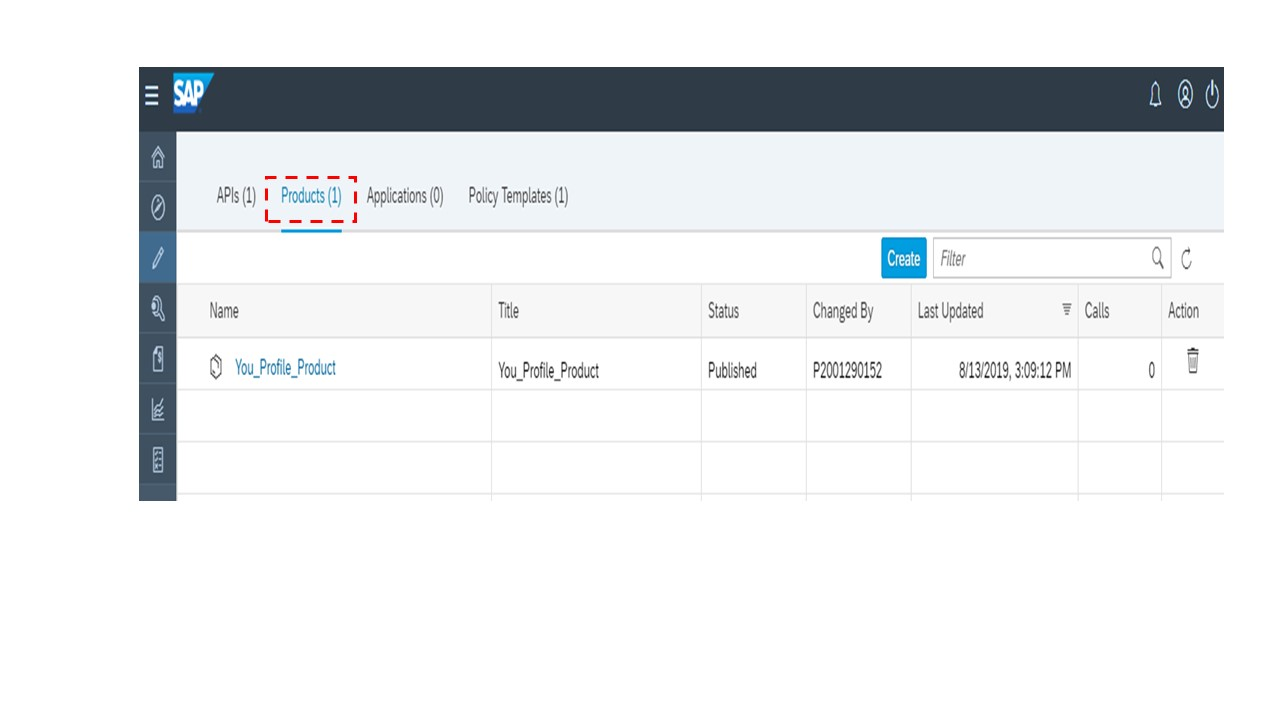 SAP
APIs (1) Products (1) Applications (0) Policy Templates (1)
Create Filter
Name Title Status Changed By Last Updated Calls Action
You_Profile_Product You_Profile_Product Published P2001290152 8/13/2019, 3:09:12 PM 0